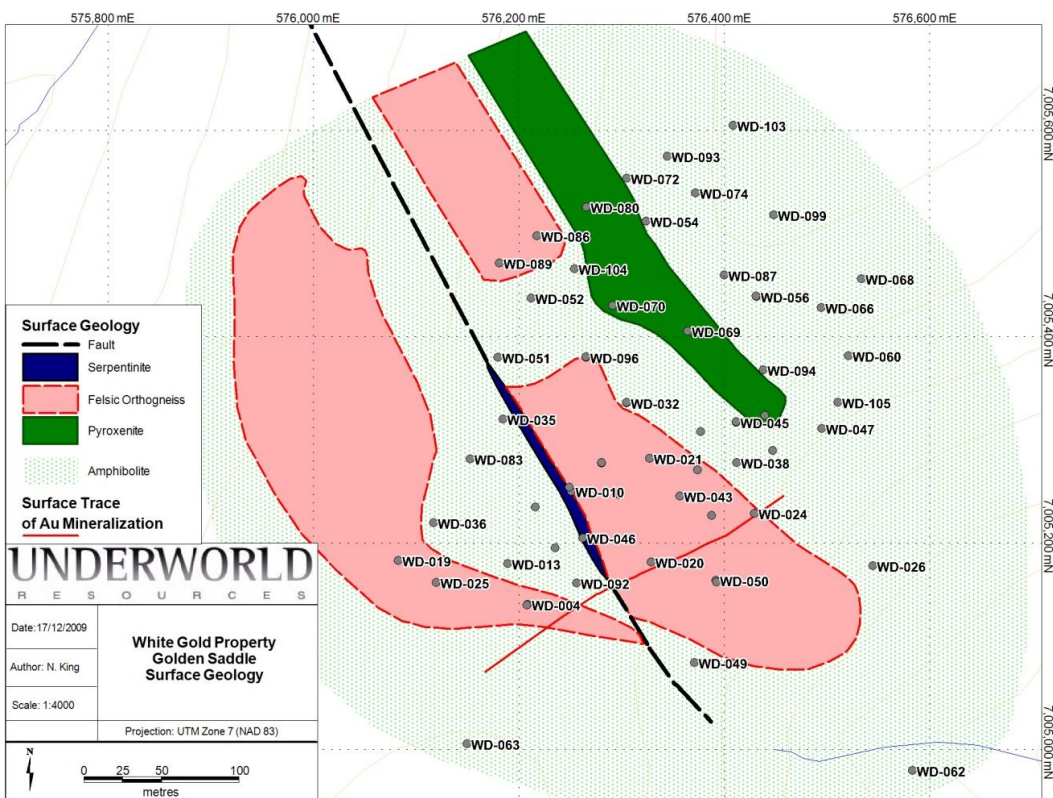 575,800 mE
576,000 mE
576,200 mE
576,400 mE
576,600 mE
7,005,600 mN
7,005,400 mN
7,005,200 mN
7,005,000 mN
WD-103
WD-093
WD-072
WD-074
WD-080
WD-054
WD-099
WD-086
WD-089
WD-104
WD-087
WD-068
WD-052
WD-056
WD-070
WD-066
WD-069
WD-051
WD-096
WD-060
WD-094
WD-032
WD-105
WD-035
WD-045
WD-047
WD-083
WD-021
WD-038
WD-010
WD-043
WD-036
WD-024
WD-046
WD-019
WD-013
WD-020
WD-026
WD-025
WD-092
WD-050
WD-004
WD-049
WD-063
WD-062
Surface Geology
Fault
Serpentinite
Felsic Orthogneiss
Pyroxenite
Amphibolite
Surface Trace
of Au Mineralization
UNDERWORLD
RESOURCES
Date:17/12/2009
Author: N. King
Scale: 1:4000
White Gold Property
Golden Saddle
Surface Geology
Projection: UTM Zone 7 (NAD 83)
N
0 25 50 100
metres